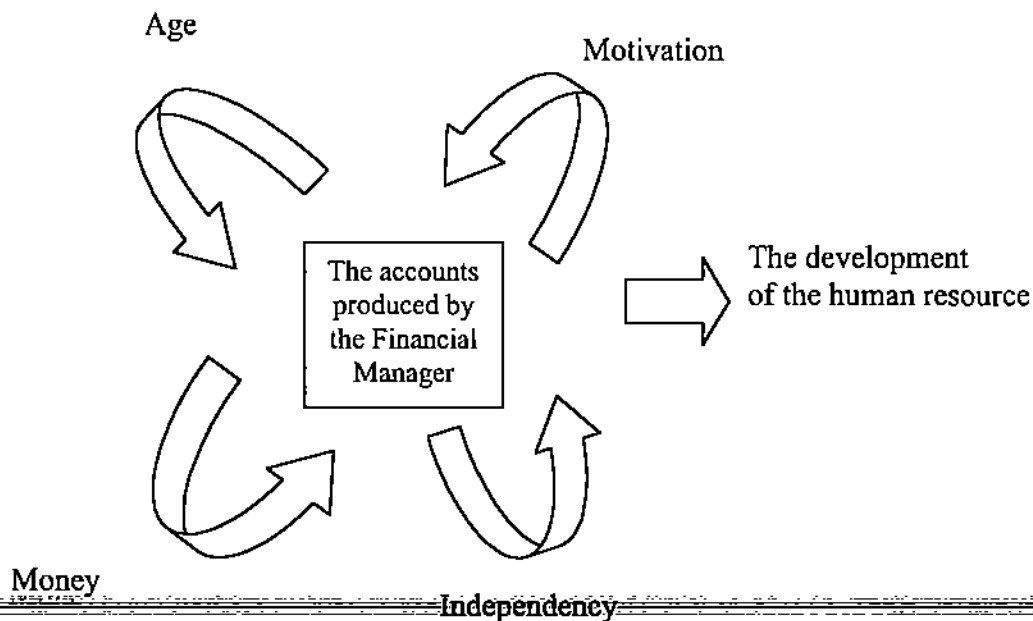 Age
Motivation
The accounts
produced by
the Financial
Manager
The development
of the human resource
Money
Independency